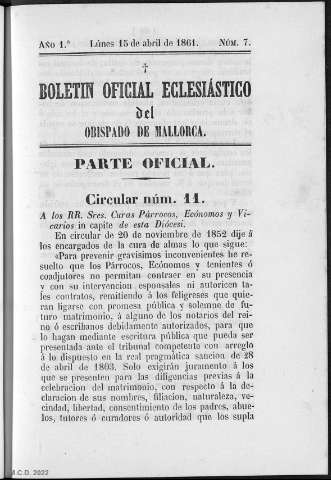 Año 1.º Lúnes 15 de abril de 1861. Núm. 7.
†
BOLETIN OFICIAL ECLESIÁSTICO
del
OBISPADO DE MALLORCA.
PARTE OFICIAL.
Circular núm. 11.
A los RR. Sres. Curas Párrocos, Ecónomos y Vi-
carios in capite de esta Diócesi.
En circular de 20 de noviembre de 1852 dije á
los encargados de la cura de almas lo que sigue:
«Para prevenir gravísimos inconvenientes he re-
suelto que los Párrocos, Ecónomos y tenientes ó
coadjutores no permitan contraer en su presencia
y con su intervencion esponsales ni autoricen ta-
les contratos, remitiendo á los feligreses que quie-
ran ligarse con promesa pública y solemne de fu-
turo matrimonio, á alguno de los notarios del rei-
no ó escribanos debidamente autorizados, para que
lo hagan mediante escritura pública que pueda ser
presentada ante el tribunal competente con arreglo
á lo dispuesto en la real pragmática sancion de 28
de abril de 1803. Solo exigirán juramento á los
que se presenten para las diligencias previas á la
celebracion del matrimonio, con respecto á la de-
claracion de sus nombres, filiacion, naturaleza, ve-
cindad, libertad, consentimiento de los padres, abue-
los, tutores ó curadores ó autoridad que los supla
A.C.D. 2022